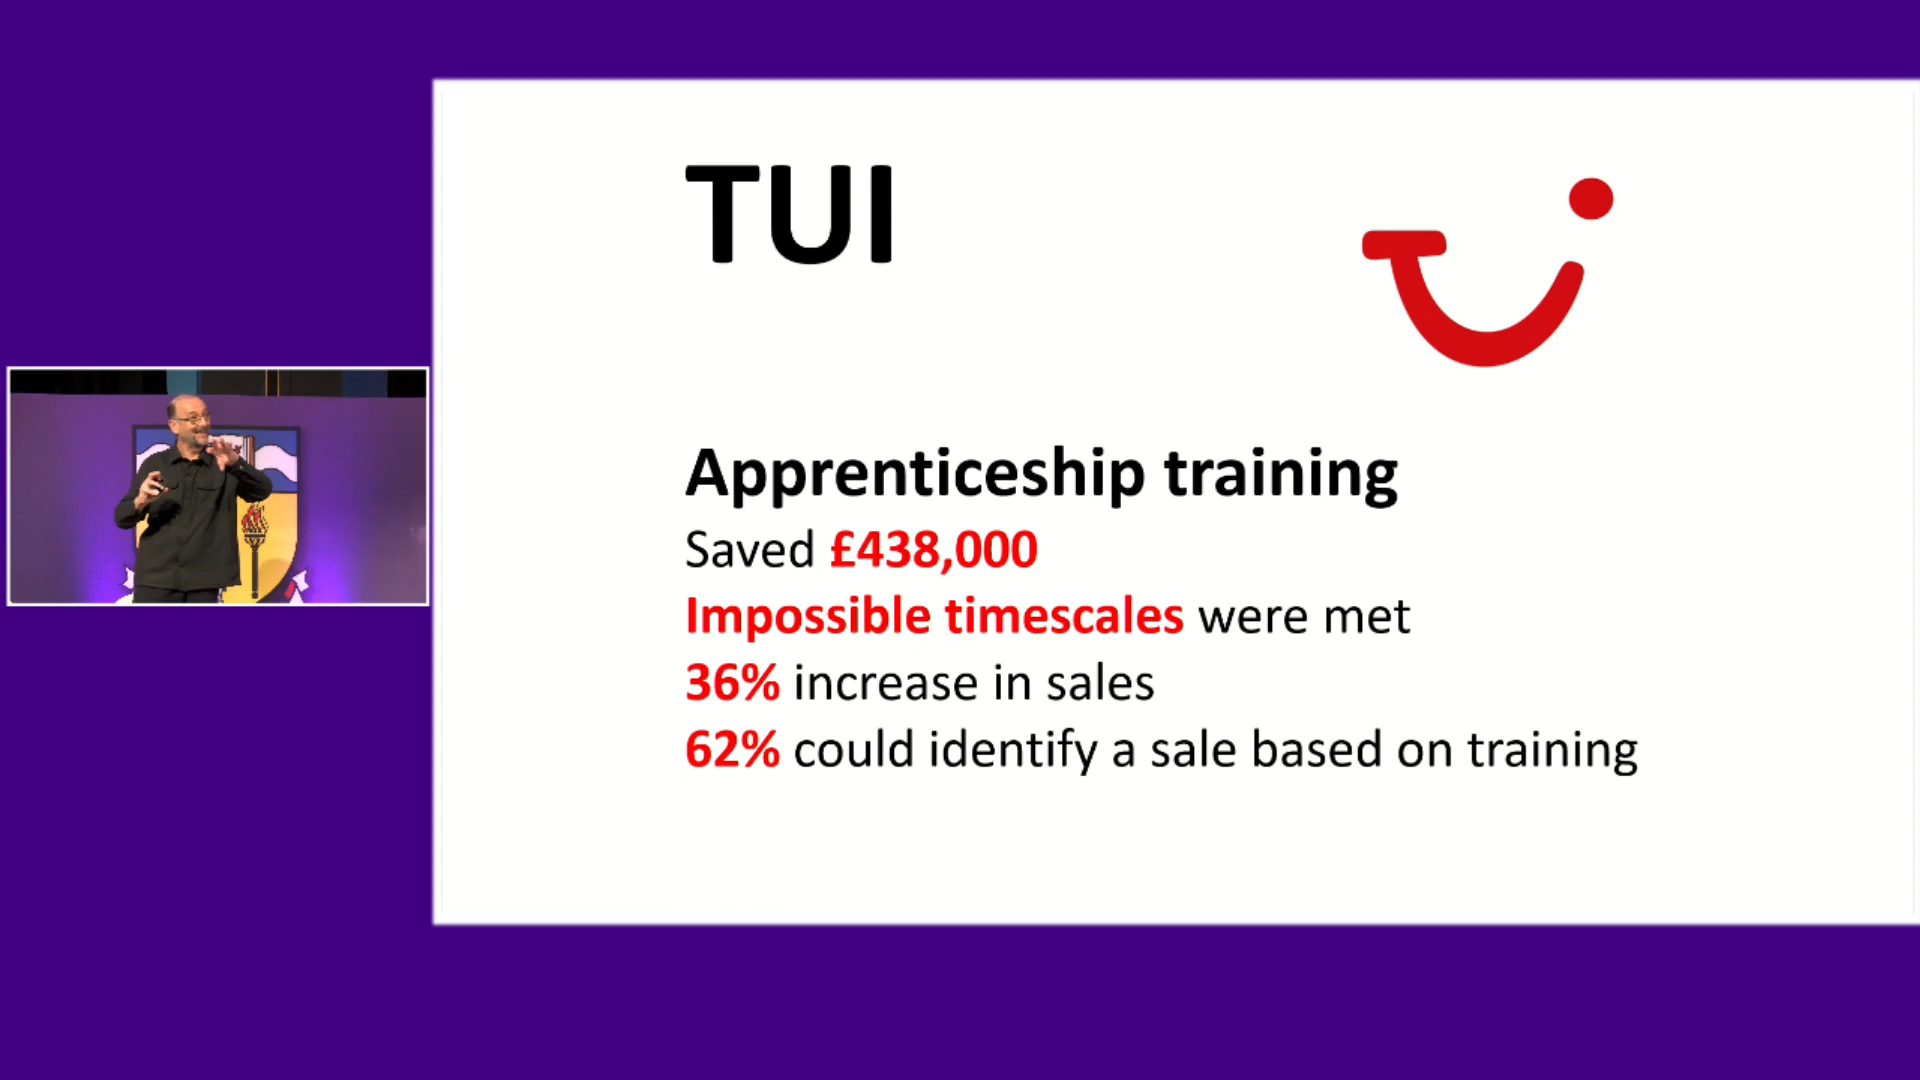 TUI
Apprenticeship training
Saved £438,000
Impossible timescales were met
36% increase in sales
62% could identify a sale based on training